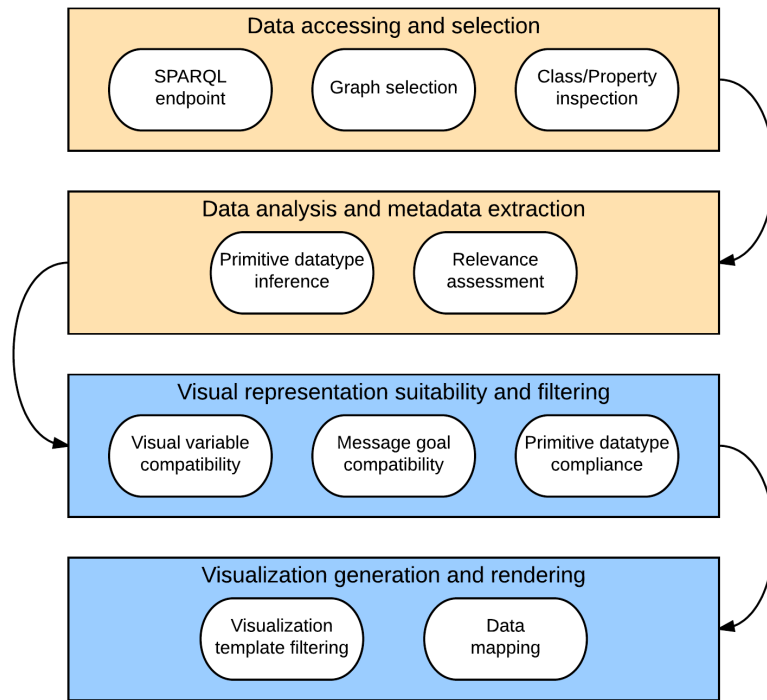 Data accessing and selection
SPARQL
endpoint
Graph selection
Class/Property
inspection
Data analysis and metadata extraction
Primitive datatype
inference
Relevance
assessment
Visual representation suitability and filtering
Visual variable
compatibility
Message goal
compatibility
Primitive datatype
compliance
Visualization generation and rendering
Visualization
template filtering
Data
mapping